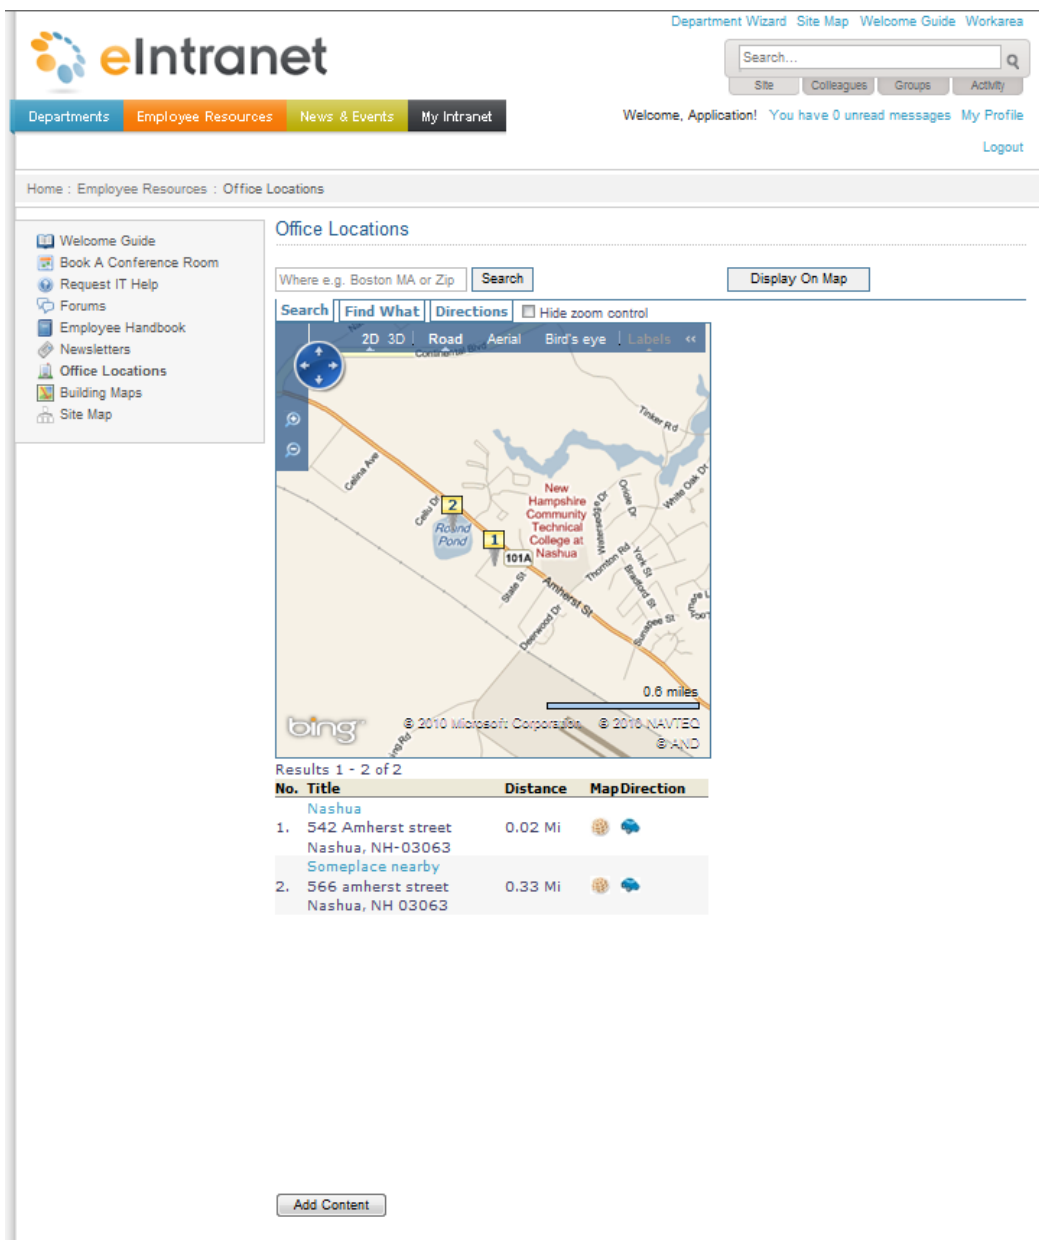 Department Wizard Site Map Welcome Guide Workarea
eIntranet
Search...
Site Colleagues Groups Activity
Departments Employee Resources News & Events My Intranet
Welcome, Application! You have 0 unread messages My Profile
Logout
Home : Employee Resources : Office Locations
Welcome Guide
Book A Conference Room
Request IT Help
Forums
Employee Handbook
Newsletters
Office Locations
Building Maps
Site Map
Office Locations
Where e.g. Boston MA or Zip Search Display On Map
Search Find What Directions Hide zoom control
2D 3D Road Aerial Bird's eye Labels «
Continental Blvd
Tinker Rd
Celina Ave
White Oak Dr
Oriole Dr
New
Hampshire
Community
Technical
College at
Nashua
Cellu Dr
2
Round
Pond
1
101A
Thornton Rd
York St
Bradford St
State St
Amherst St
Deerwood Dr
Sunapee St
0.6 miles
bing
© 2010 Microsoft Corporation © 2010 NAVTEQ
© AND
Results 1 - 2 of 2
No. Title Distance Map Direction
Nashua
1. 542 Amherst street 0.02 Mi
Nashua, NH-03063
Someplace nearby
2. 566 amherst street 0.33 Mi
Nashua, NH 03063
Add Content